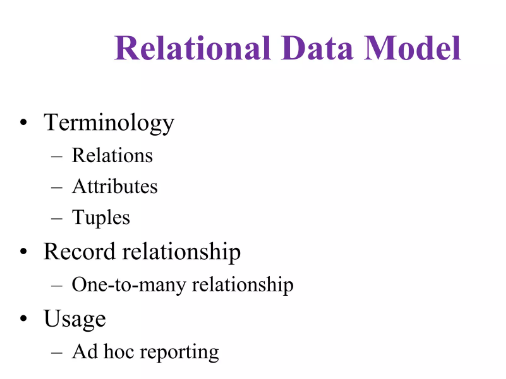 Relational Data Model
• Terminology
– Relations
– Attributes
– Tuples
• Record relationship
– One-to-many relationship
• Usage
– Ad hoc reporting